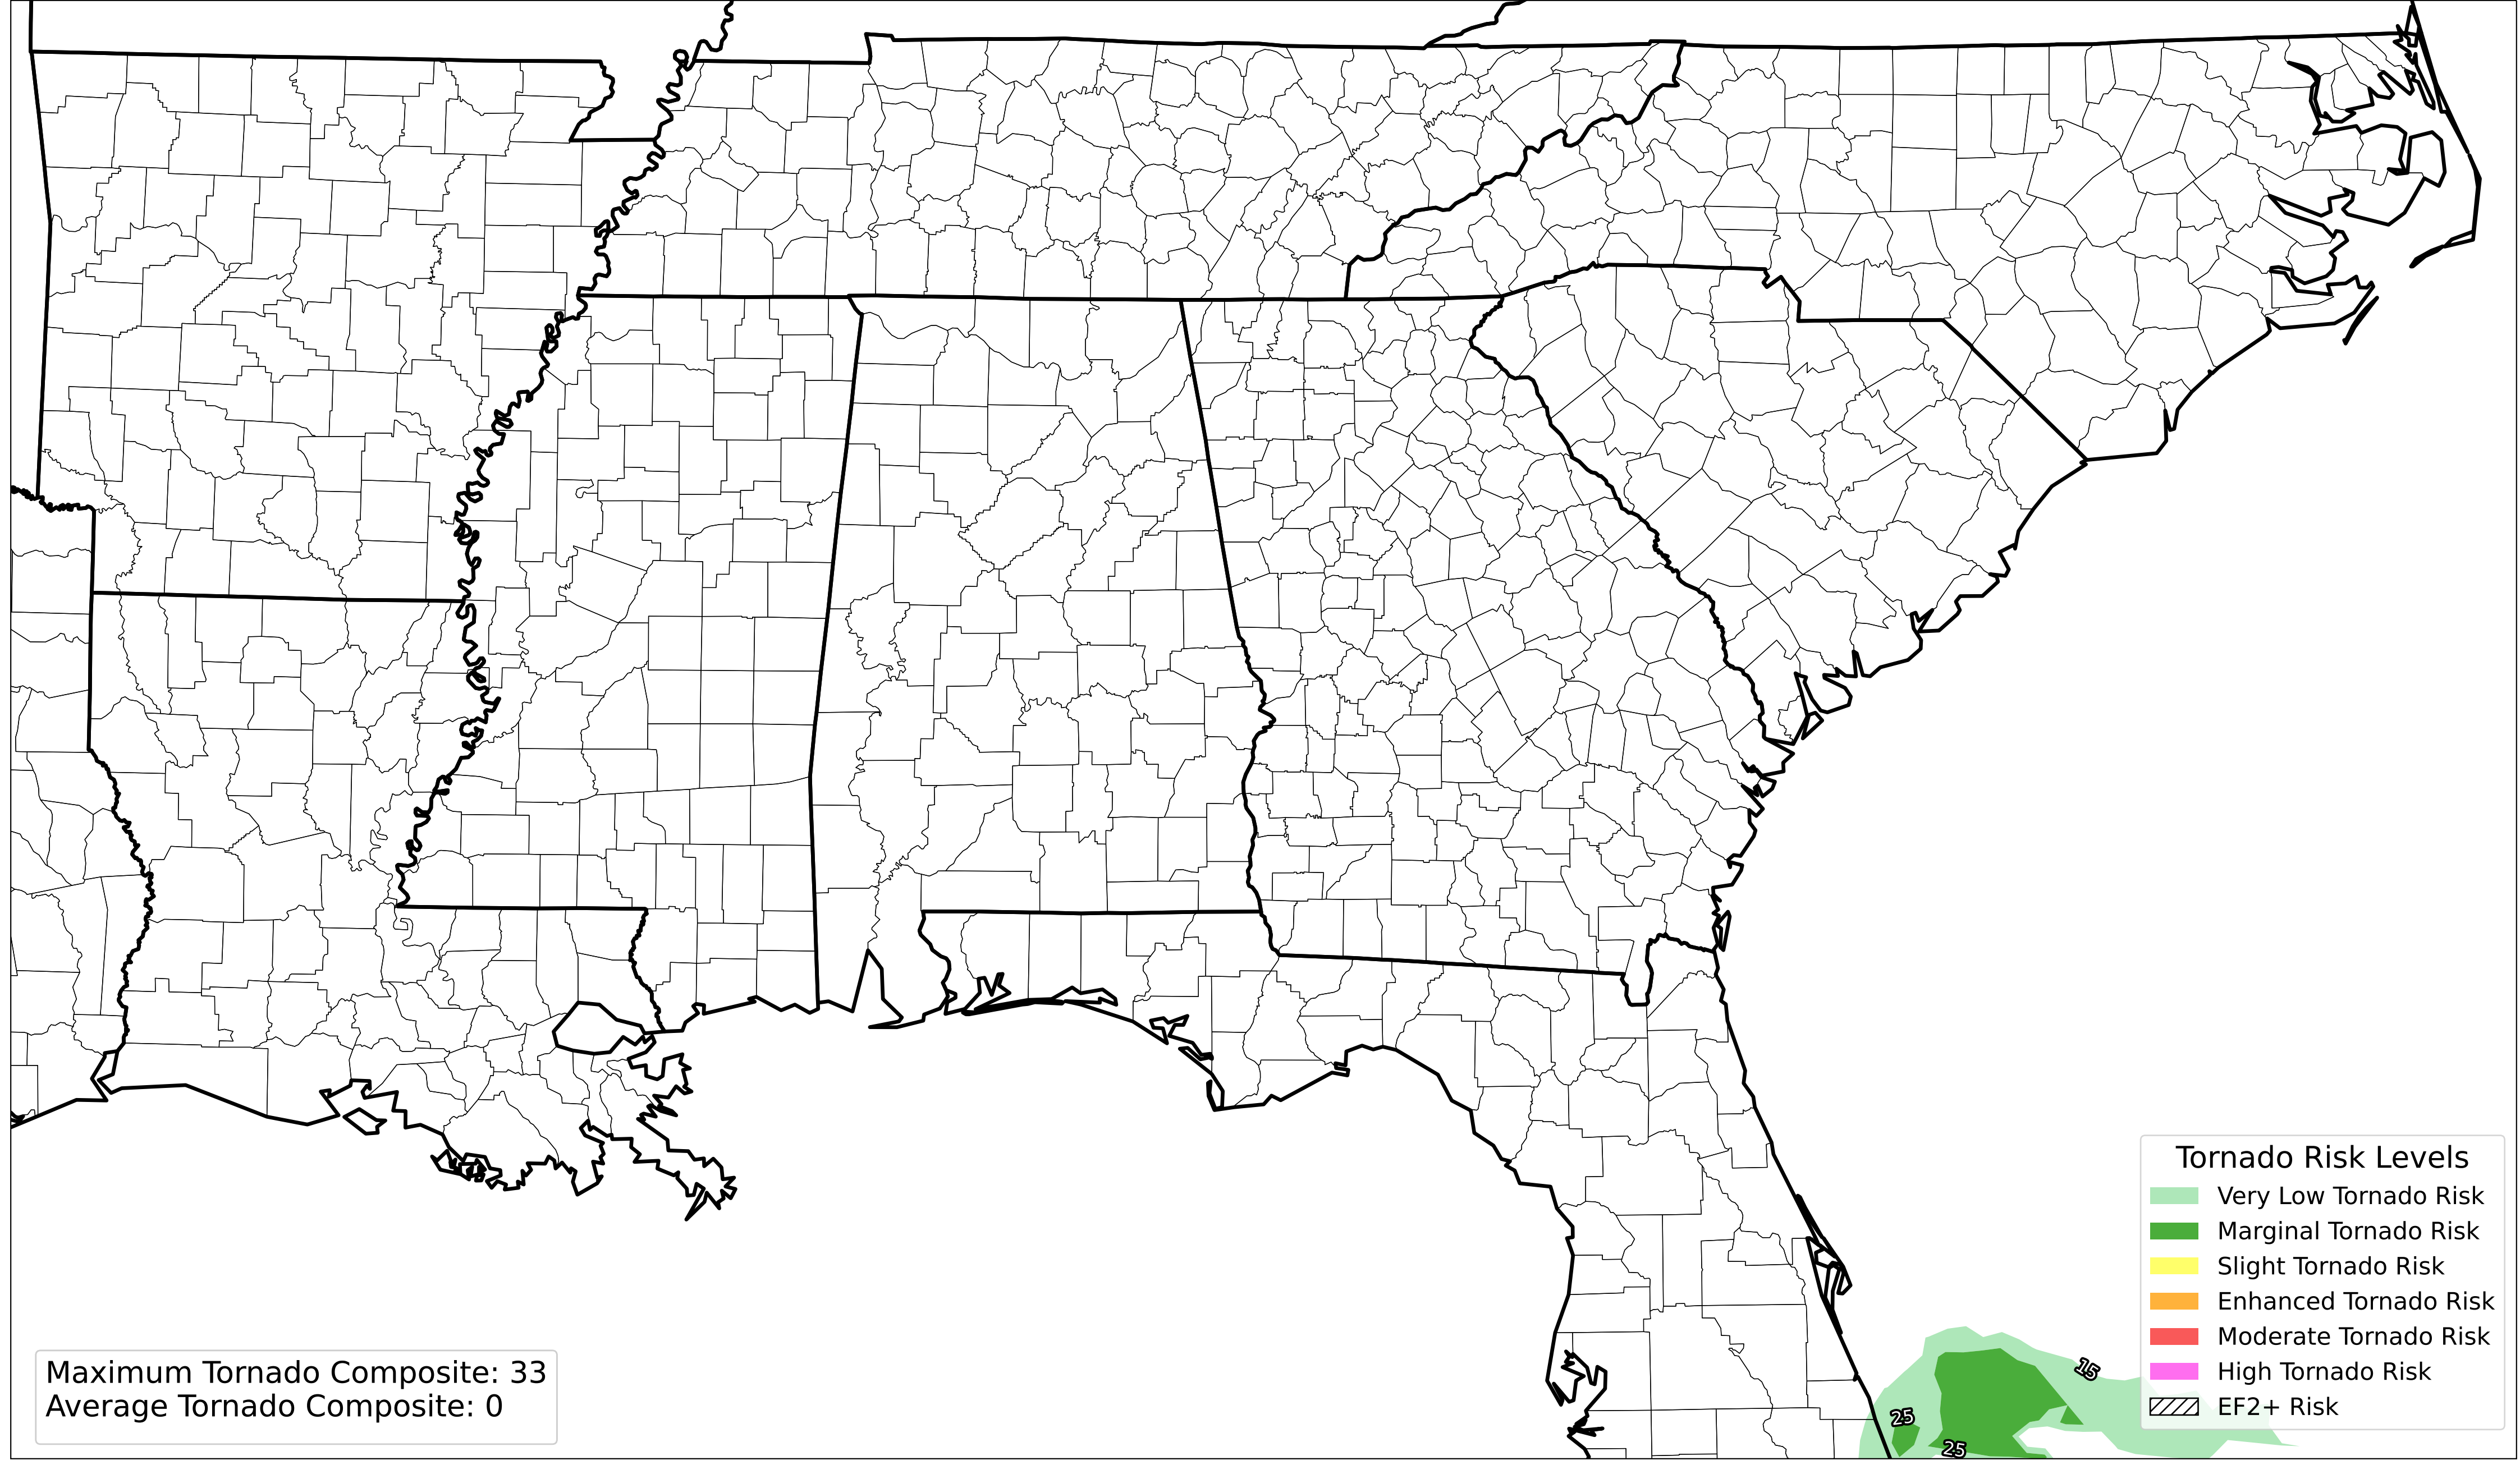 Tornado Risk Levels
Very Low Tornado Risk
Marginal Tornado Risk
Slight Tornado Risk
Enhanced Tornado Risk
Moderate Tornado Risk
High Tornado Risk
EF2+ Risk
Maximum Tornado Composite: 33
Average Tornado Composite: 0
15
25
25